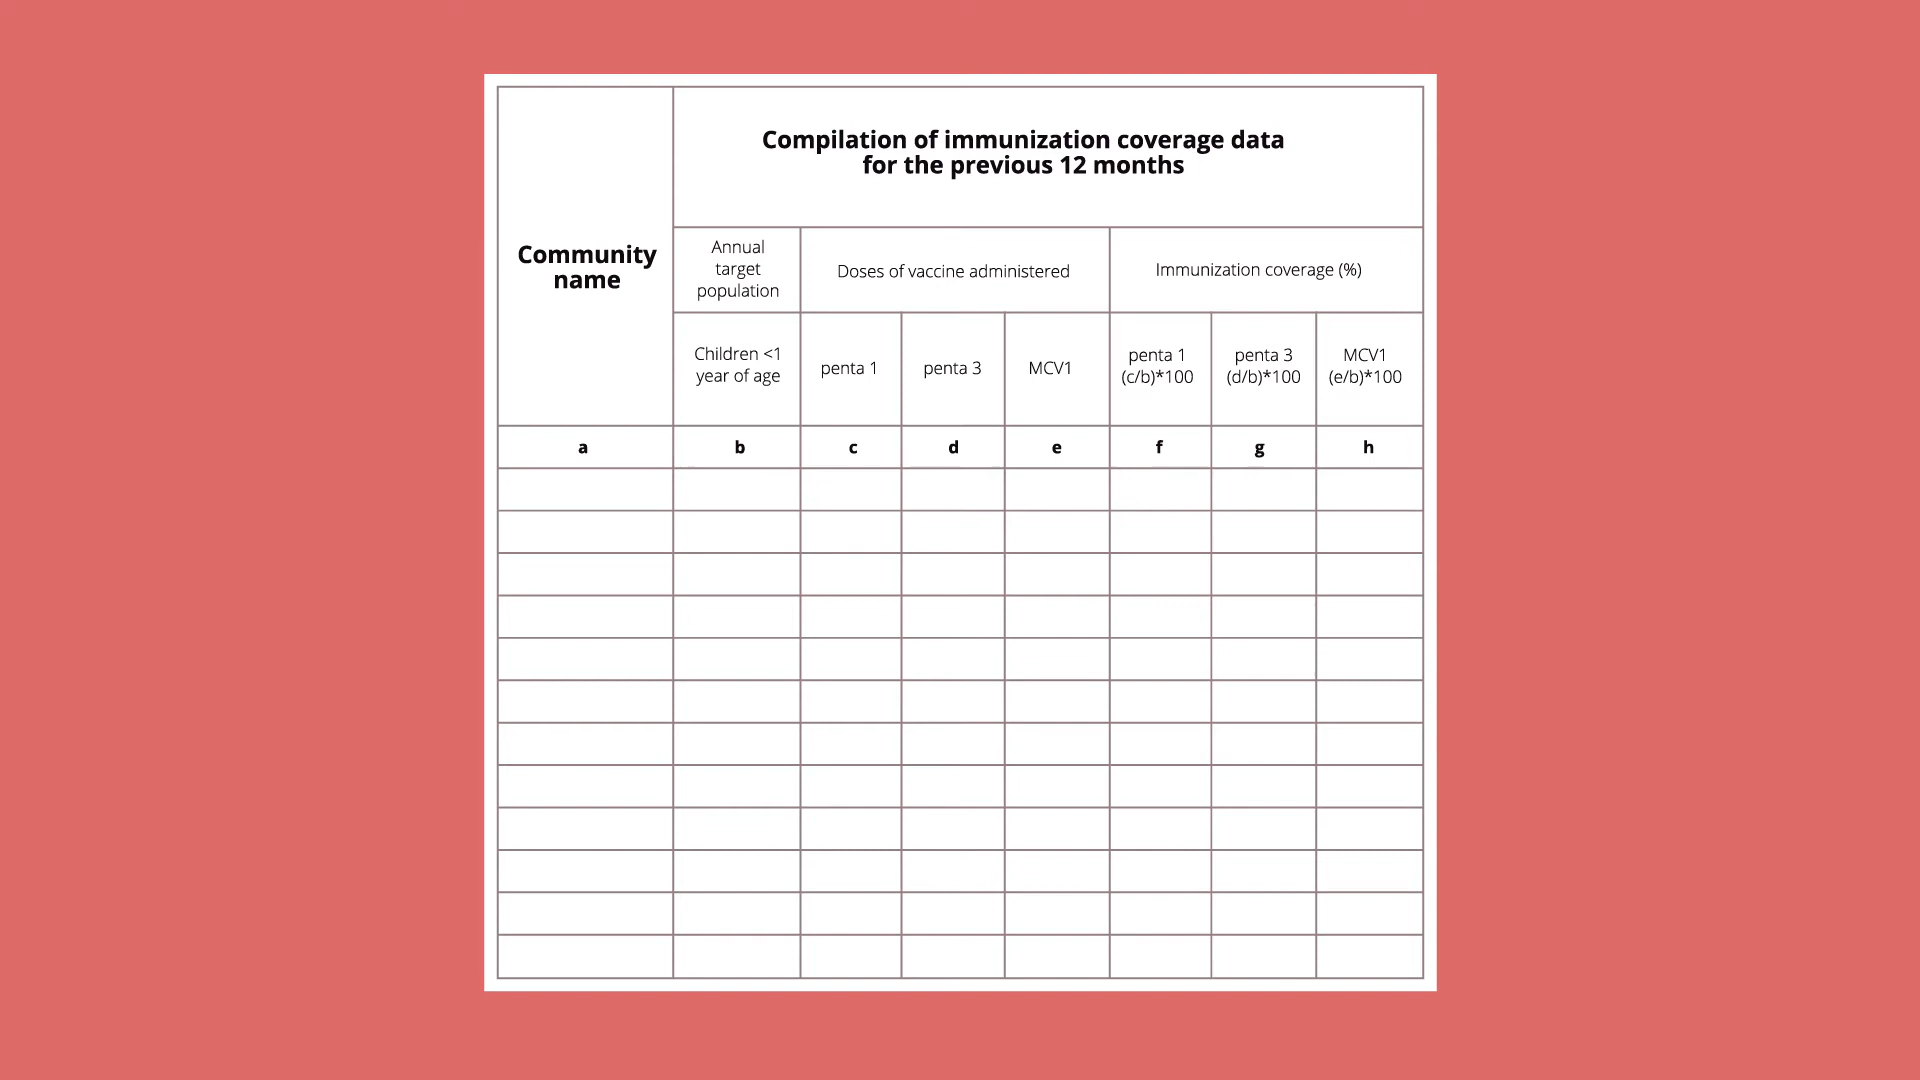 Compilation of immunization coverage data
for the previous 12 months
Community
name
Annual
target
population
Doses of vaccine administered
Immunization coverage (%)
Children <1
year of age
penta 1
penta 3
MCV1
penta 1
(c/b)*100
penta 3
(d/b)*100
MCV1
(e/b)*100
a
b
c
d
e
f
g
h